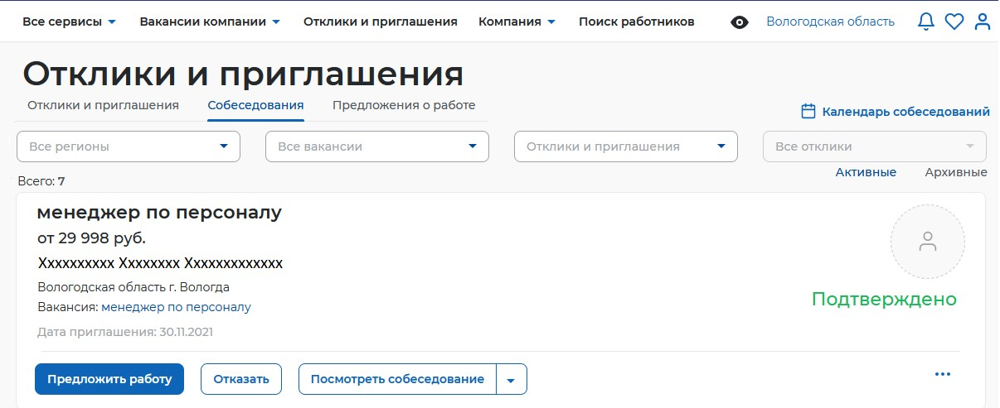 Все сервисы Вакансии компании Отклики и приглашения Компания Поиск работников Вологодская область
Отклики и приглашения
Отклики и приглашения Собеседования Предложения о работе
Календарь собеседований
Все регионы Все вакансии Отклики и приглашения Все отклики
Активные Архивные
Всего: 7
менеджер по персоналу
от 29 998 руб.
Xxxxxxxxxx Xxxxxxxx Xxxxxxxxxxxxx
Вологодская область г. Вологда
Подтверждено
Вакансия: менеджер по персоналу
Дата приглашения: 30.11.2021
Предложить работу Отказать Посмотреть собеседование